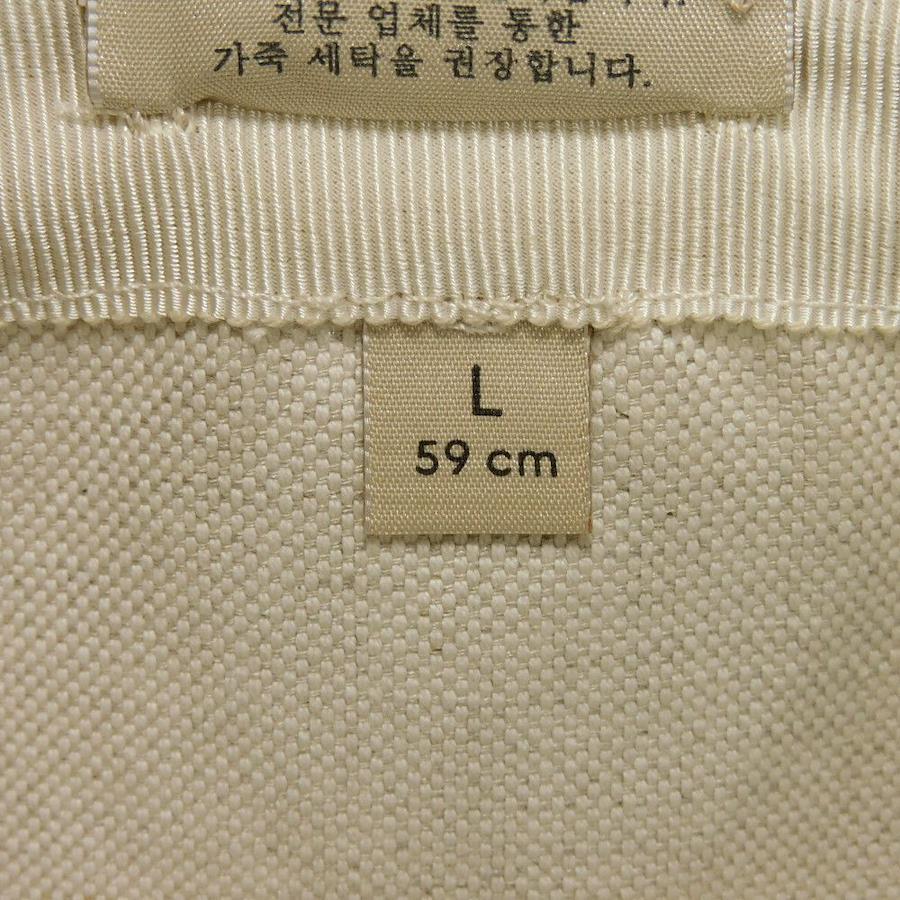 전문 업체를 통한
가죽 세탁을 권장합니다.
L
59 cm